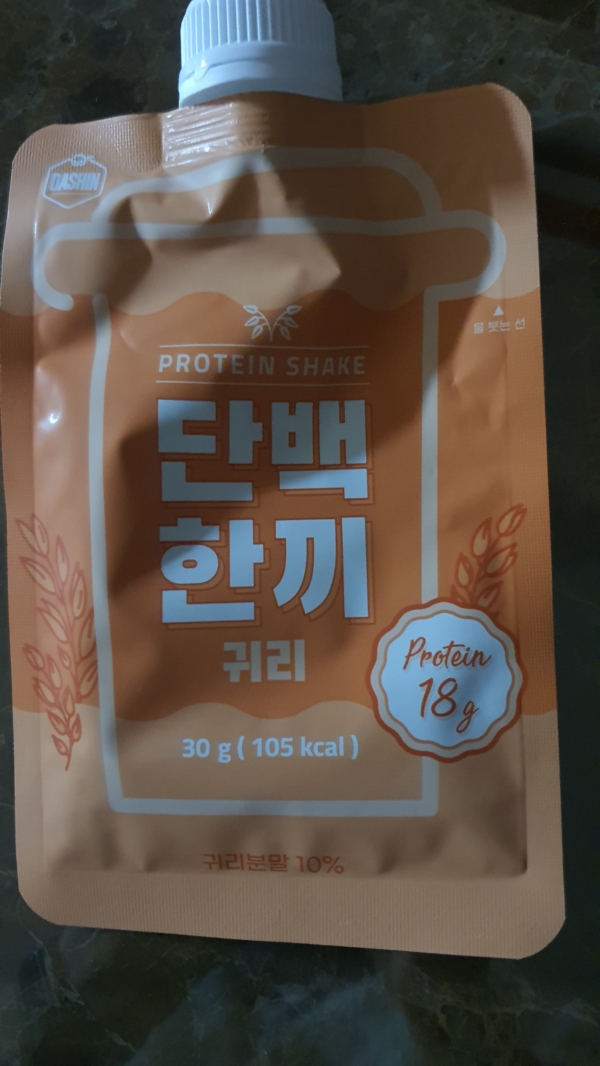 DASHIN
물 붓는 선
PROTEIN SHAKE
단백
한끼
귀리
Protein
18g
30 g ( 105 kcal )
귀리분말 10%